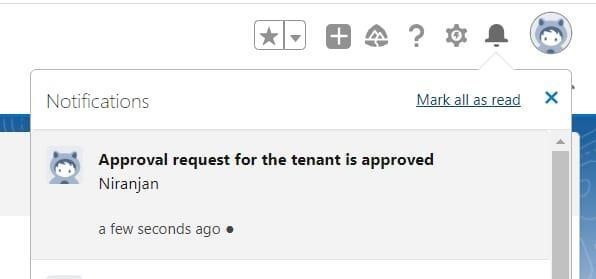 Notifications
Mark all as read
Approval request for the tenant is approved
Niranjan
a few seconds ago